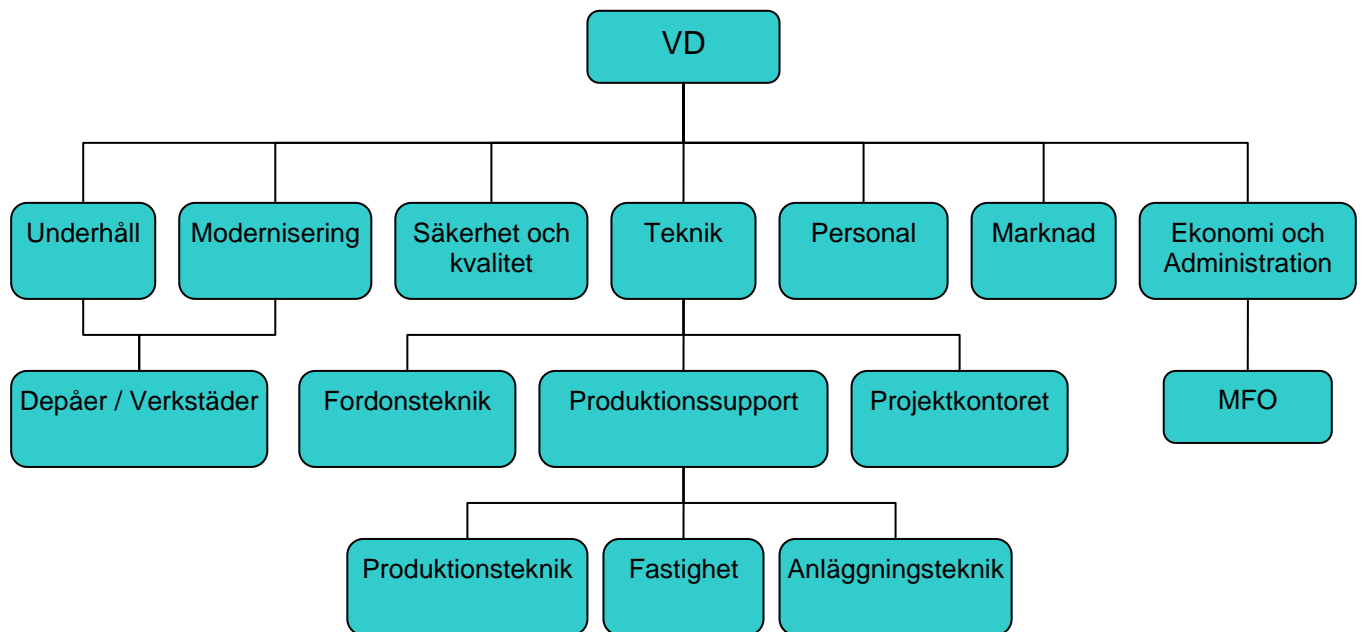 VD
Underhåll
Modernisering
Säkerhet och
kvalitet
Teknik
Personal
Marknad
Ekonomi och
Administration
Depåer / Verkstäder
Fordonsteknik
Produktionssupport
Projektkontoret
MFO
Produktionsteknik
Fastighet
Anläggningsteknik